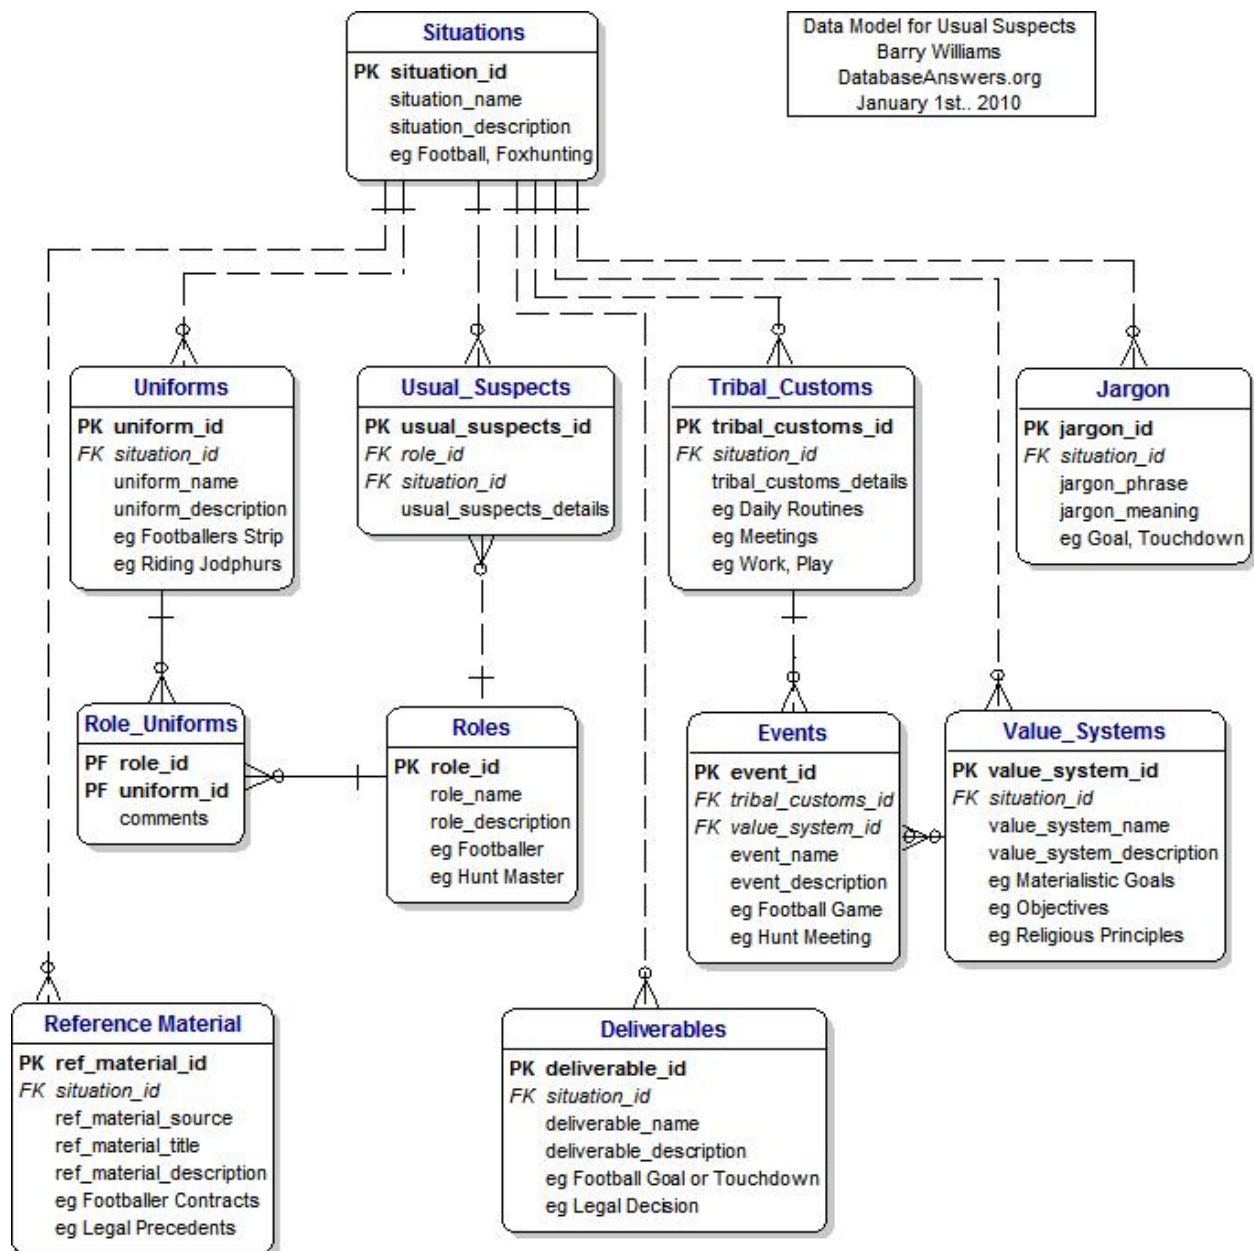 Situations
PK situation_id
situation_name
situation_description
eg Football, Foxhunting
Data Model for Usual Suspects
Barry Williams
DatabaseAnswers.org
January 1st.. 2010
Uniforms
PK uniform_id
FK situation_id
uniform_name
uniform_description
eg Footballers Strip
eg Riding Jodphurs
Usual_Suspects
PK usual_suspects_id
FK role_id
FK situation_id
usual_suspects_details
Tribal_Customs
PK tribal_customs_id
FK situation_id
tribal_customs_details
eg Daily Routines
eg Meetings
eg Work, Play
Jargon
PK jargon_id
FK situation_id
jargon_phrase
jargon_meaning
eg Goal, Touchdown
Role_Uniforms
PF role_id
PF uniform_id
comments
Roles
PK role_id
role_name
role_description
eg Footballer
eg Hunt Master
Events
PK event_id
FK tribal_customs_id
FK value_system_id
event_name
event_description
eg Football Game
eg Hunt Meeting
Value_Systems
PK value_system_id
FK situation_id
value_system_name
value_system_description
eg Materialistic Goals
eg Objectives
eg Religious Principles
Reference Material
PK ref_material_id
FK situation_id
ref_material_source
ref_material_title
ref_material_description
eg Footballer Contracts
eg Legal Precedents
Deliverables
PK deliverable_id
FK situation_id
deliverable_name
deliverable_description
eg Football Goal or Touchdown
eg Legal Decision